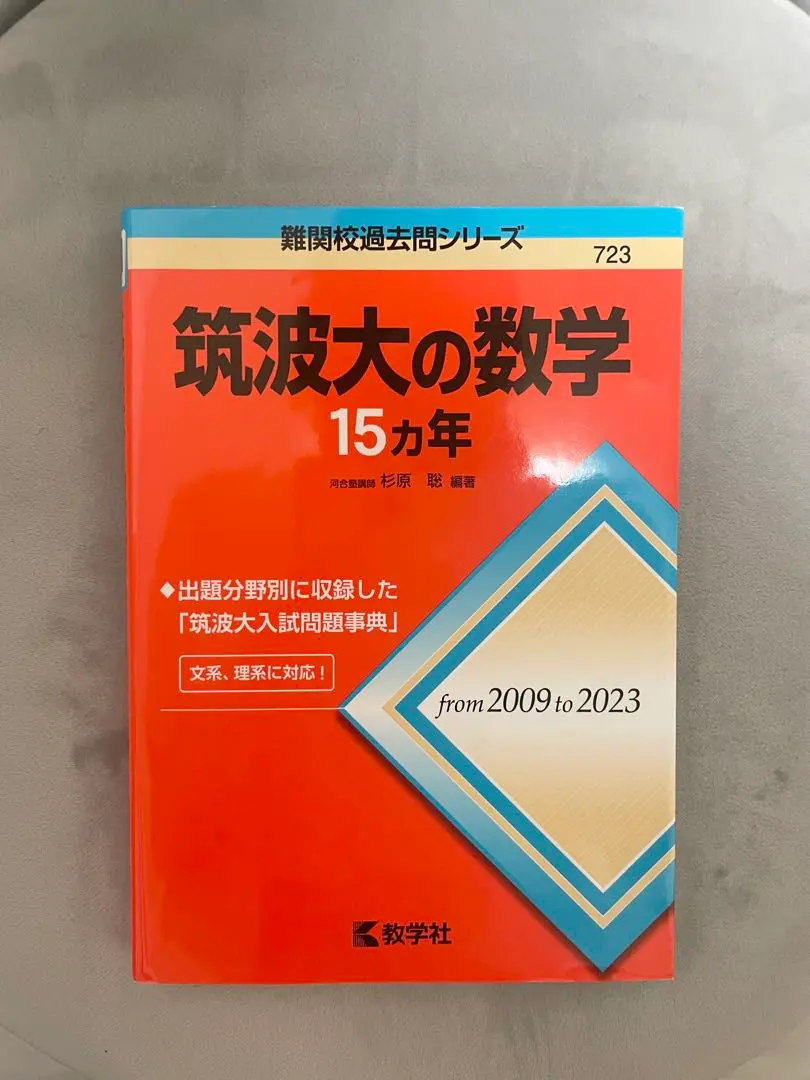 難関校過去問シリーズ
723
筑波大の数学
15カ年
河合塾講師 杉原 聡 編著
◆出題分野別に収録した
「筑波大入試問題事典」
文系、理系に対応！
from 2009 to 2023
教学社